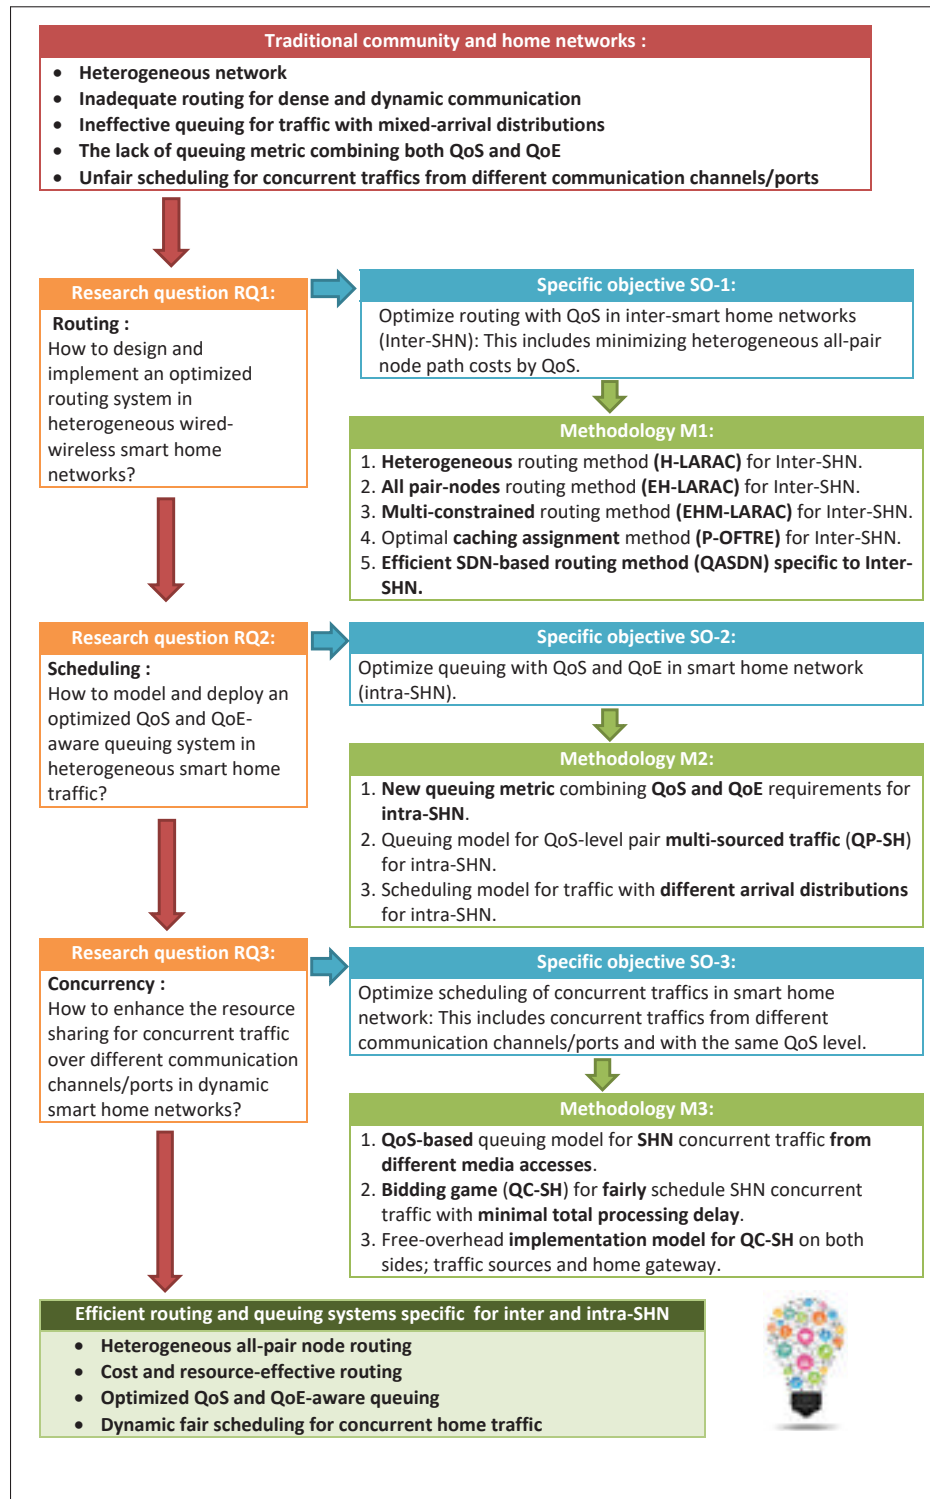 Traditional community and home networks :
• Heterogeneous network
• Inadequate routing for dense and dynamic communication
• Ineffective queuing for traffic with mixed-arrival distributions
• The lack of queuing metric combining both QoS and QoE
• Unfair scheduling for concurrent traffics from different communication channels/ports
Research question RQ1:
Routing :
How to design and
implement an optimized
routing system in
heterogeneous wired-
wireless smart home
networks?
Specific objective SO-1:
Optimize routing with QoS in inter-smart home networks
(Inter-SHN): This includes minimizing heterogeneous all-pair
node path costs by QoS.
Methodology M1:
1. Heterogeneous routing method (H-LARAC) for Inter-SHN.
2. All pair-nodes routing method (EH-LARAC) for Inter-SHN.
3. Multi-constrained routing method (EHM-LARAC) for Inter-SHN.
4. Optimal caching assignment method (P-OFTRE) for Inter-SHN.
5. Efficient SDN-based routing method (QASDN) specific to Inter-
SHN.
Research question RQ2:
Scheduling :
How to model and deploy an
optimized QoS and QoE-
aware queuing system in
heterogeneous smart home
traffic?
Specific objective SO-2:
Optimize queuing with QoS and QoE in smart home network
(intra-SHN).
Methodology M2:
1. New queuing metric combining QoS and QoE requirements for
intra-SHN.
2. Queuing model for QoS-level pair multi-sourced traffic (QP-SH)
for intra-SHN.
3. Scheduling model for traffic with different arrival distributions
for intra-SHN.
Research question RQ3:
Concurrency :
How to enhance the resource
sharing for concurrent traffic
over different communication
channels/ports in dynamic
smart home networks?
Specific objective SO-3:
Optimize scheduling of concurrent traffics in smart home
network: This includes concurrent traffics from different
communication channels/ports and with the same QoS level.
Methodology M3:
1. QoS-based queuing model for SHN concurrent traffic from
different media accesses.
2. Bidding game (QC-SH) for fairly schedule SHN concurrent
traffic with minimal total processing delay.
3. Free-overhead implementation model for QC-SH on both
sides; traffic sources and home gateway.
Efficient routing and queuing systems specific for inter and intra-SHN
• Heterogeneous all-pair node routing
• Cost and resource-effective routing
• Optimized QoS and QoE-aware queuing
• Dynamic fair scheduling for concurrent home traffic